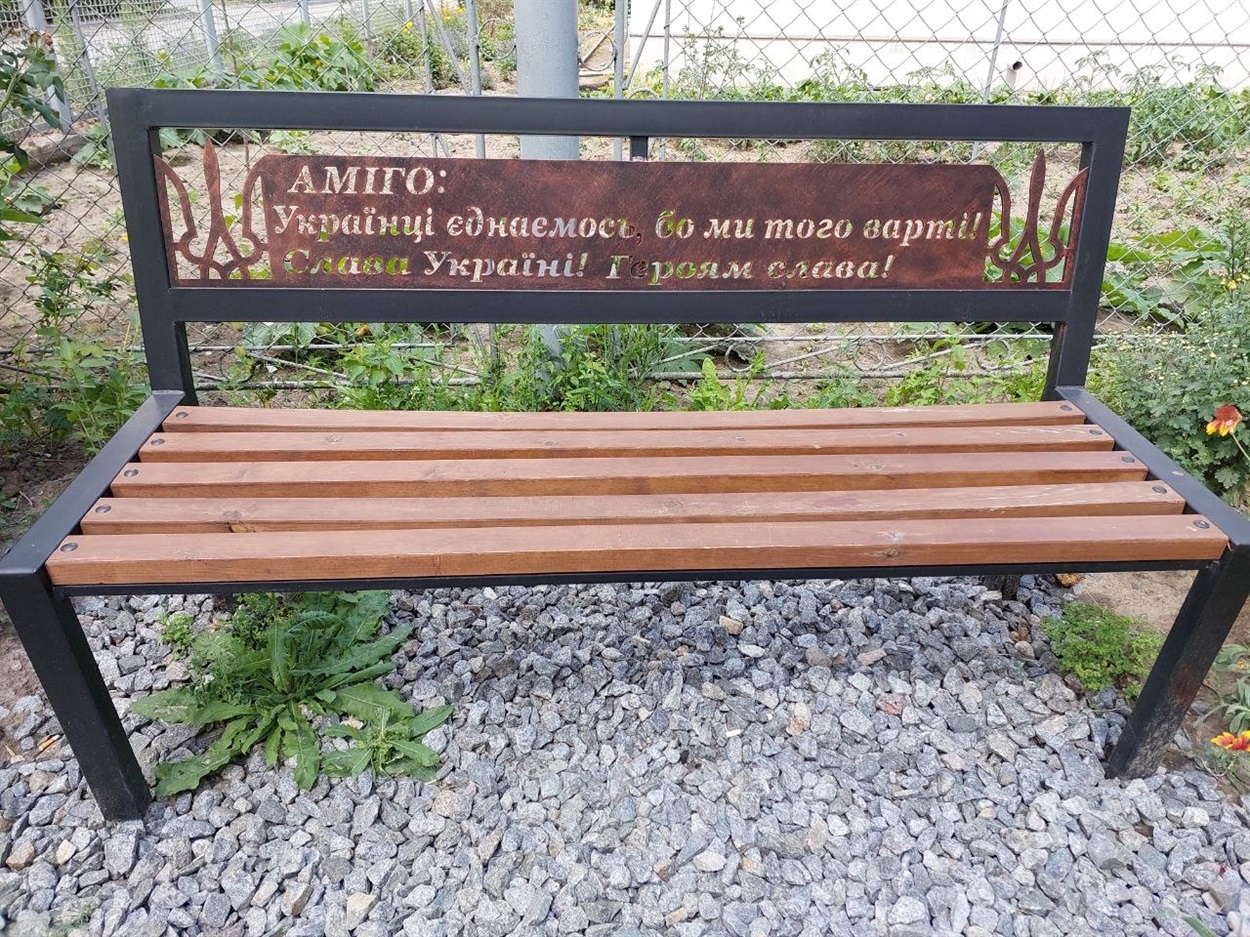 АМІГО:
Українці єднаємось, бо ми того варті!
Слава Україні! Героям слава!